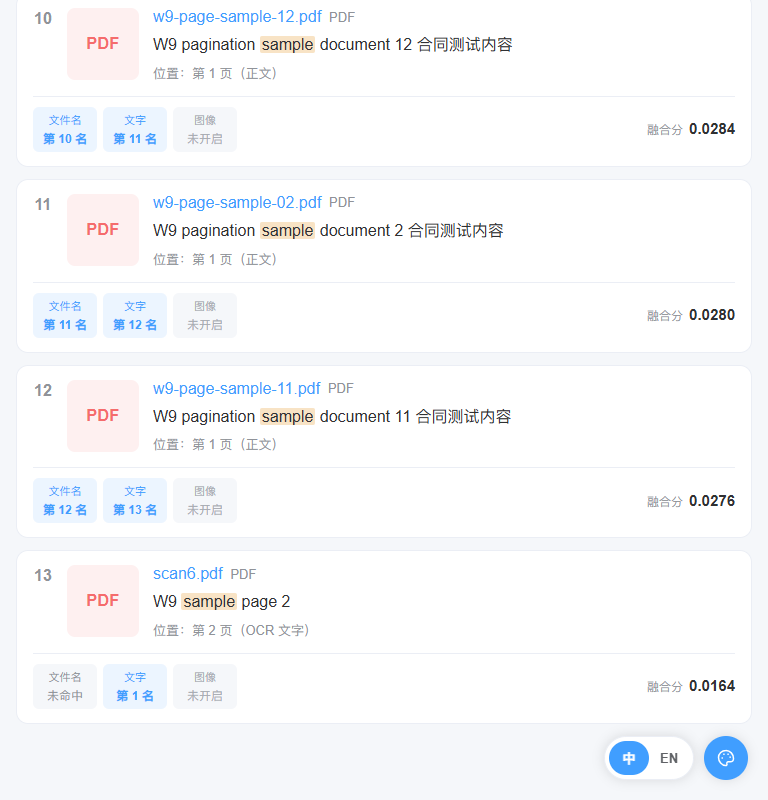 10 PDF w9-page-sample-12.pdf PDF
W9 pagination sample document 12 合同测试内容
位置：第 1 页（正文）
文件名 文字 图像
第 10 名 第 11 名 未开启 融合分 0.0284
11 PDF w9-page-sample-02.pdf PDF
W9 pagination sample document 2 合同测试内容
位置：第 1 页（正文）
文件名 文字 图像
第 11 名 第 12 名 未开启 融合分 0.0280
12 PDF w9-page-sample-11.pdf PDF
W9 pagination sample document 11 合同测试内容
位置：第 1 页（正文）
文件名 文字 图像
第 12 名 第 13 名 未开启 融合分 0.0276
13 PDF scan6.pdf PDF
W9 sample page 2
位置：第 2 页（OCR 文字）
文件名 文字 图像
未命中 第 1 名 未开启 融合分 0.0164
中 EN